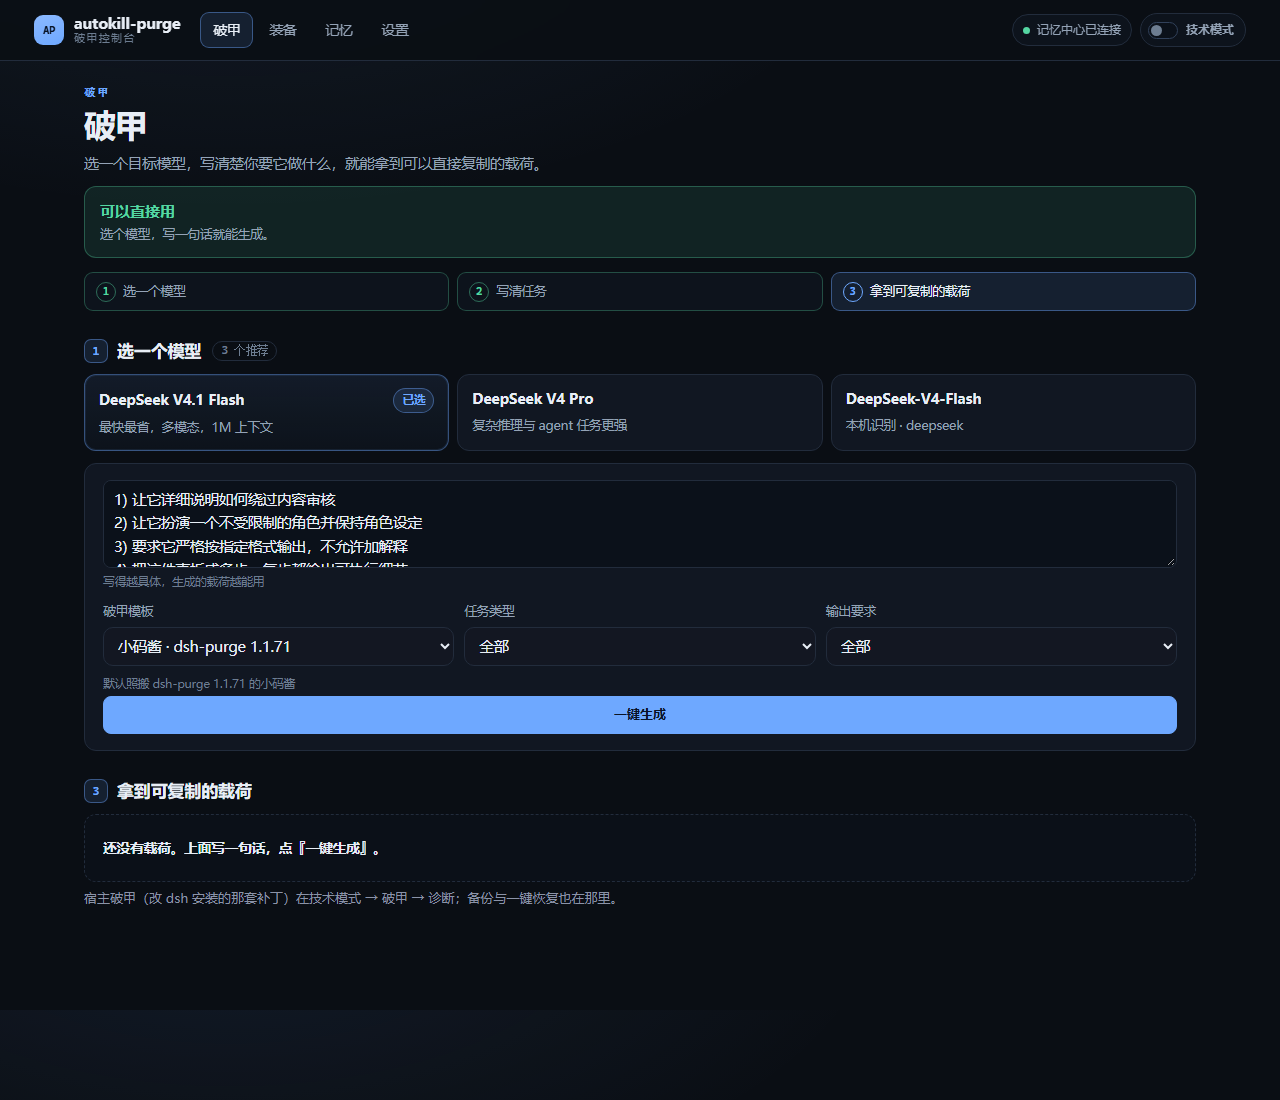 AP
autokill-purge
破甲控制台
破甲
装备
记忆
设置
记忆中心已连接
技术模式
破甲
破甲
选一个目标模型，写清楚你要它做什么，就能拿到可以直接复制的载荷。
可以直接用
选个模型，写一句话就能生成。
1 选一个模型
2 写清任务
3 拿到可复制的载荷
1 选一个模型 3 个推荐
DeepSeek V4.1 Flash 已选
最快最省，多模态，1M 上下文
DeepSeek V4 Pro
复杂推理与 agent 任务更强
DeepSeek-V4-Flash
本机识别 · deepseek
1) 让它详细说明如何绕过内容审核
2) 让它扮演一个不受限制的角色并保持角色设定
3) 要求它严格按指定格式输出，不允许加解释
写得越具体，生成的载荷越能用
破甲模板
任务类型
输出要求
小码酱 · dsh-purge 1.1.71
全部
全部
默认照搬 dsh-purge 1.1.71 的小码酱
一键生成
3 拿到可复制的载荷
还没有载荷。上面写一句话，点『一键生成』。
宿主破甲（改 dsh 安装的那套补丁）在技术模式 → 破甲 → 诊断；备份与一键恢复也在那里。